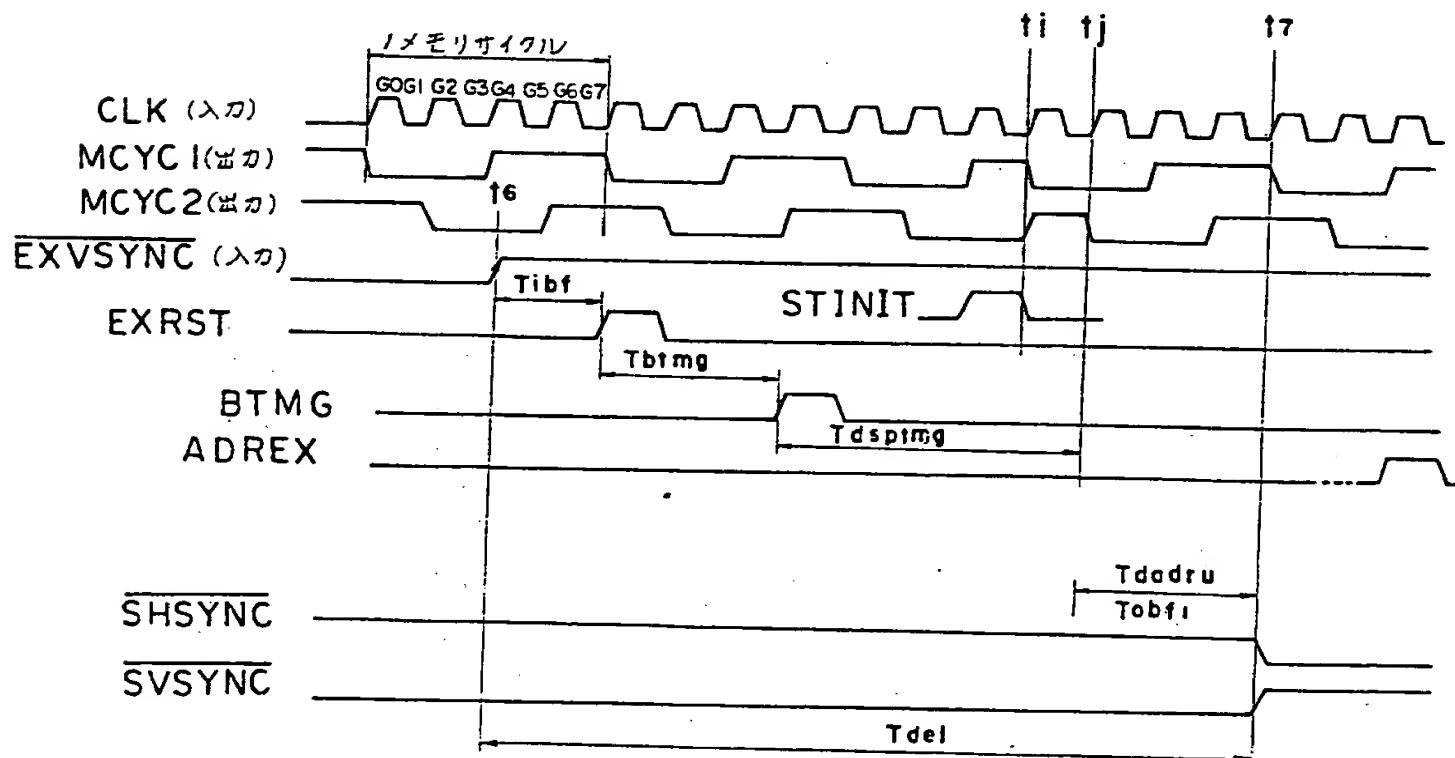 ti tj t7
1メモリサイクル
G0G1 G2 G3 G4 G5 G6G7
CLK (入力)
MCYC1(出力)
t6
MCYC2(出力)
EXVSYNC (入力)
Tibf
STINIT
EXRST
Tbtmg
BTMG
Tdsptmg
ADREX
Tdadru
SHSYNC
Tobf1
SVSYNC
Tdel